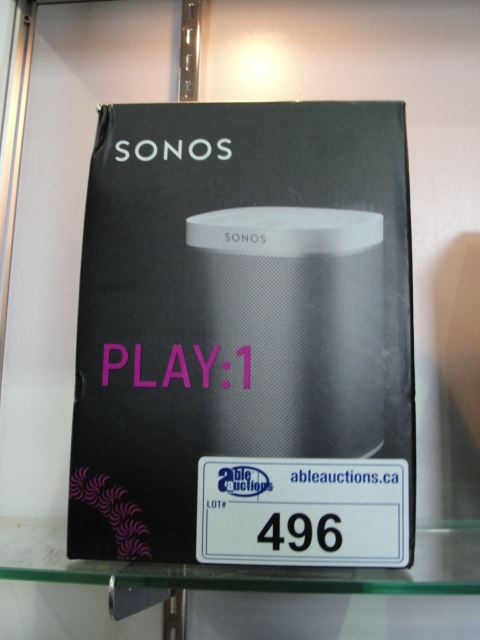 SONOS
SONOS
PLAY:1
able auctions
ableauctions.ca
LOT#
496